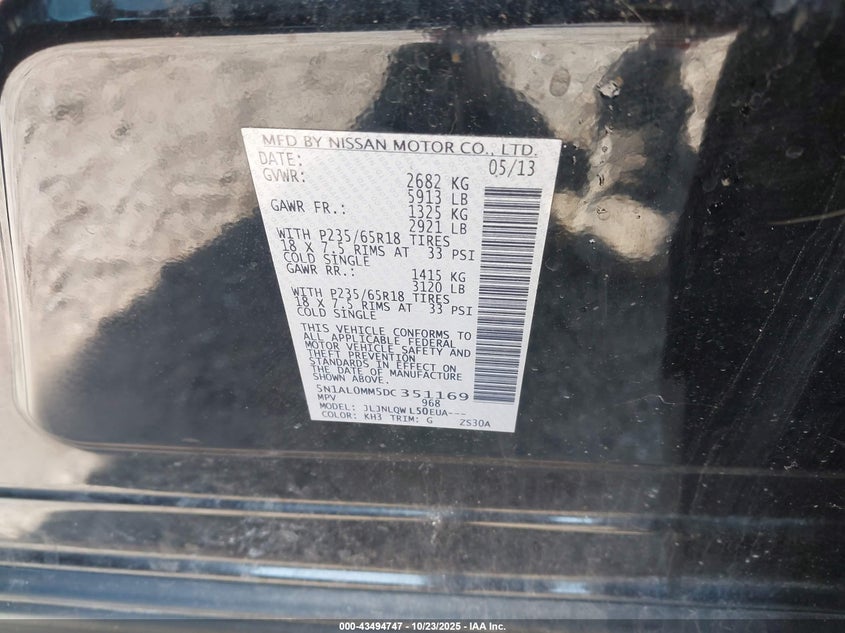 MFD BY NISSAN MOTOR CO., LTD.
DATE: 05/13
GVWR: 2682 KG
5913 LB
GAWR FR.: 1325 KG
2921 LB
WITH P235/65R18 TIRES
18 X 7.5 RIMS AT 33 PSI
COLD SINGLE
GAWR RR.: 1415 KG
3120 LB
WITH P235/65R18 TIRES
18 X 7.5 RIMS AT 33 PSI
COLD SINGLE
THIS VEHICLE CONFORMS TO
ALL APPLICABLE FEDERAL
MOTOR VEHICLE SAFETY AND
THEFT PREVENTION
STANDARDS IN EFFECT ON
THE DATE OF MANUFACTURE
SHOWN ABOVE.
5N1AL0MM5DC351169
MPV 968
MODEL: JLJNLQWL50EUA---
COLOR: KH3 TRIM: G 2S30A
000-43494747 - 10/23/2025 - IAA Inc.